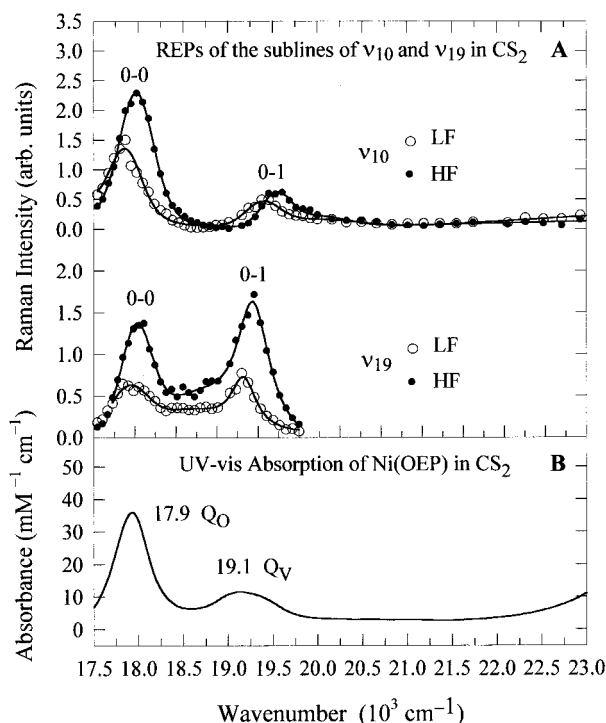 REPs of the sublines of ν10 and ν19 in CS2 A
3.5
3.0
2.5
2.0
1.5
1.0
0.5
0.0
0-0
0-1
ν10
LF
HF
Raman Intensity (arb. units)
2.0
1.5
1.0
0.5
0.0
0-0
0-1
ν19
LF
HF
UV-vis Absorption of Ni(OEP) in CS2 B
Absorbance (mM−1 cm−1)
50
40
30
20
10
0
17.9 QO
19.1 QV
17.5 18.0 18.5 19.0 19.5 20.0 20.5 21.0 21.5 22.0 22.5 23.0
Wavenumber (10^3 cm−1)